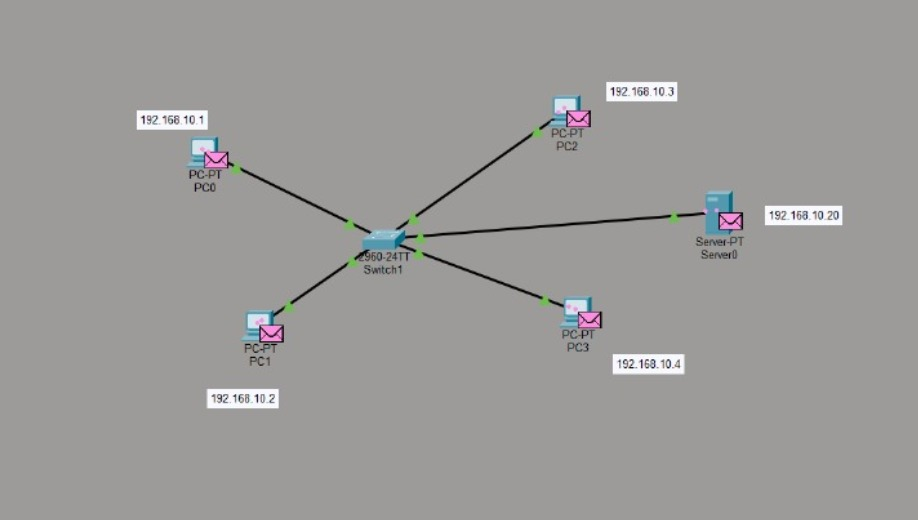 192.168.10.3
192.168.10.1
PC-PT
PC2
PC-PT
PC0
192.168.10.20
Server-PT
Server0
2960-24TT
Switch1
PC-PT
PC3
PC-PT
PC1
192.168.10.4
192.168.10.2